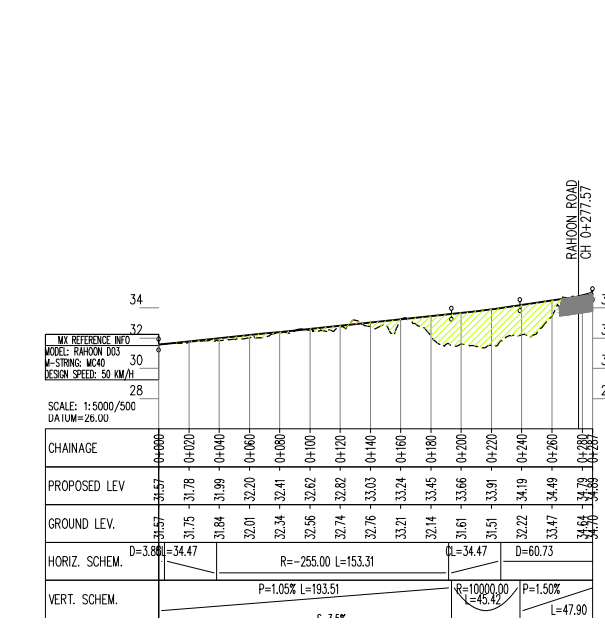 RAHOON ROAD
CH 0+277.57
34
32
30
28
MX REFERENCE INFO
MODEL: RAHOON D03
M-STRING: MC40
DESIGN SPEED: 50 KM/H
SCALE: 1:5000/500
DATUM=26.00
CHAINAGE 0+000 0+020 0+040 0+060 0+080 0+100 0+120 0+140 0+160 0+180 0+200 0+220 0+240 0+260 0+280 0+287
PROPOSED LEV 31.57 31.78 31.99 32.20 32.41 32.62 32.82 33.03 33.24 33.45 33.66 33.91 34.19 34.49 34.79
GROUND LEV. 31.57 31.75 31.84 32.01 32.34 32.56 32.74 32.76 33.21 32.14 31.61 31.51 32.22 33.47 34.64 34.70
HORIZ. SCHEM. L=34.47 R=-255.00 L=153.31 L=34.47 D=60.73
P=1.05% L=193.51 R=10000.00 P=1.50%
VERT. SCHEM. L=45.42 L=47.90